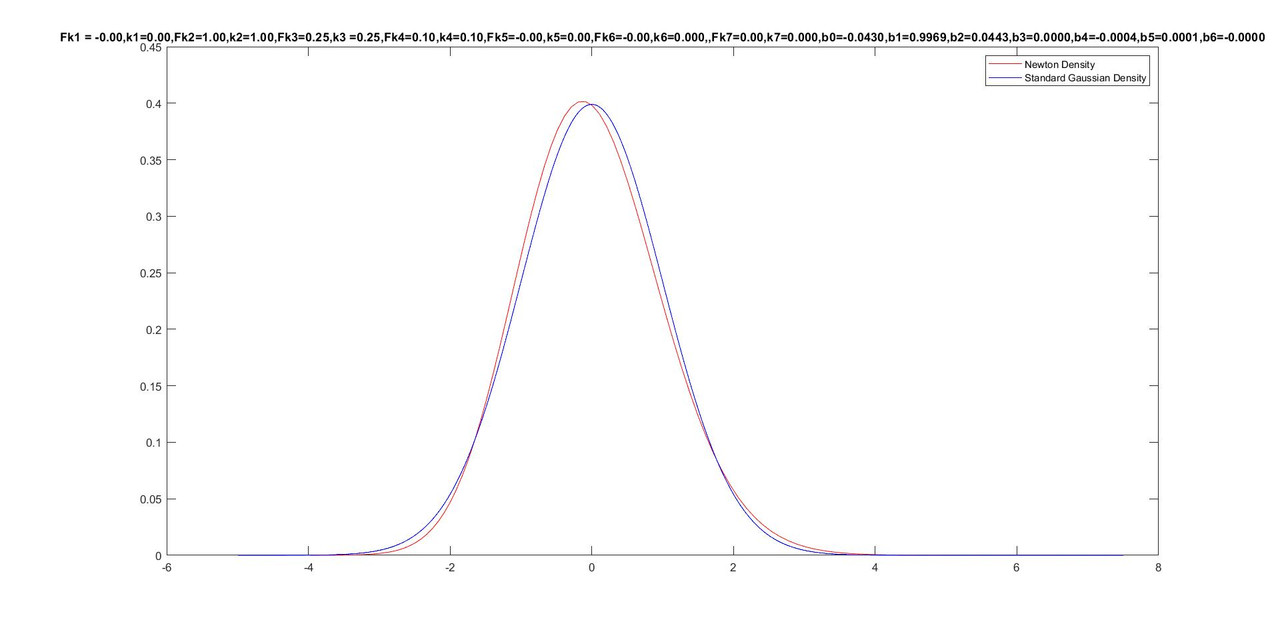 Fk1 = -0.00,k1=0.00,Fk2=1.00,k2=1.00,Fk3=0.25,k3 =0.25,Fk4=0.10,k4=0.10,Fk5=-0.00,k5=0.00,Fk6=-0.00,k6=0.000,,Fk7=0.00,k7=0.000,b0=-0.0430,b1=0.9969,b2=0.0443,b3=0.0000,b4=-0.0004,b5=0.0001,b6=-0.0000
Newton Density
Standard Gaussian Density
0.45
0.4
0.35
0.3
0.25
0.2
0.15
0.1
0.05
0
-6 -4 -2 0 2 4 6 8